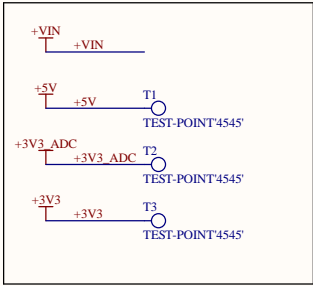 +VIN
+VIN
+5V
+5V
T1
TEST-POINT'4545'
+3V3_ADC
+3V3_ADC
T2
TEST-POINT'4545'
+3V3
+3V3
T3
TEST-POINT'4545'